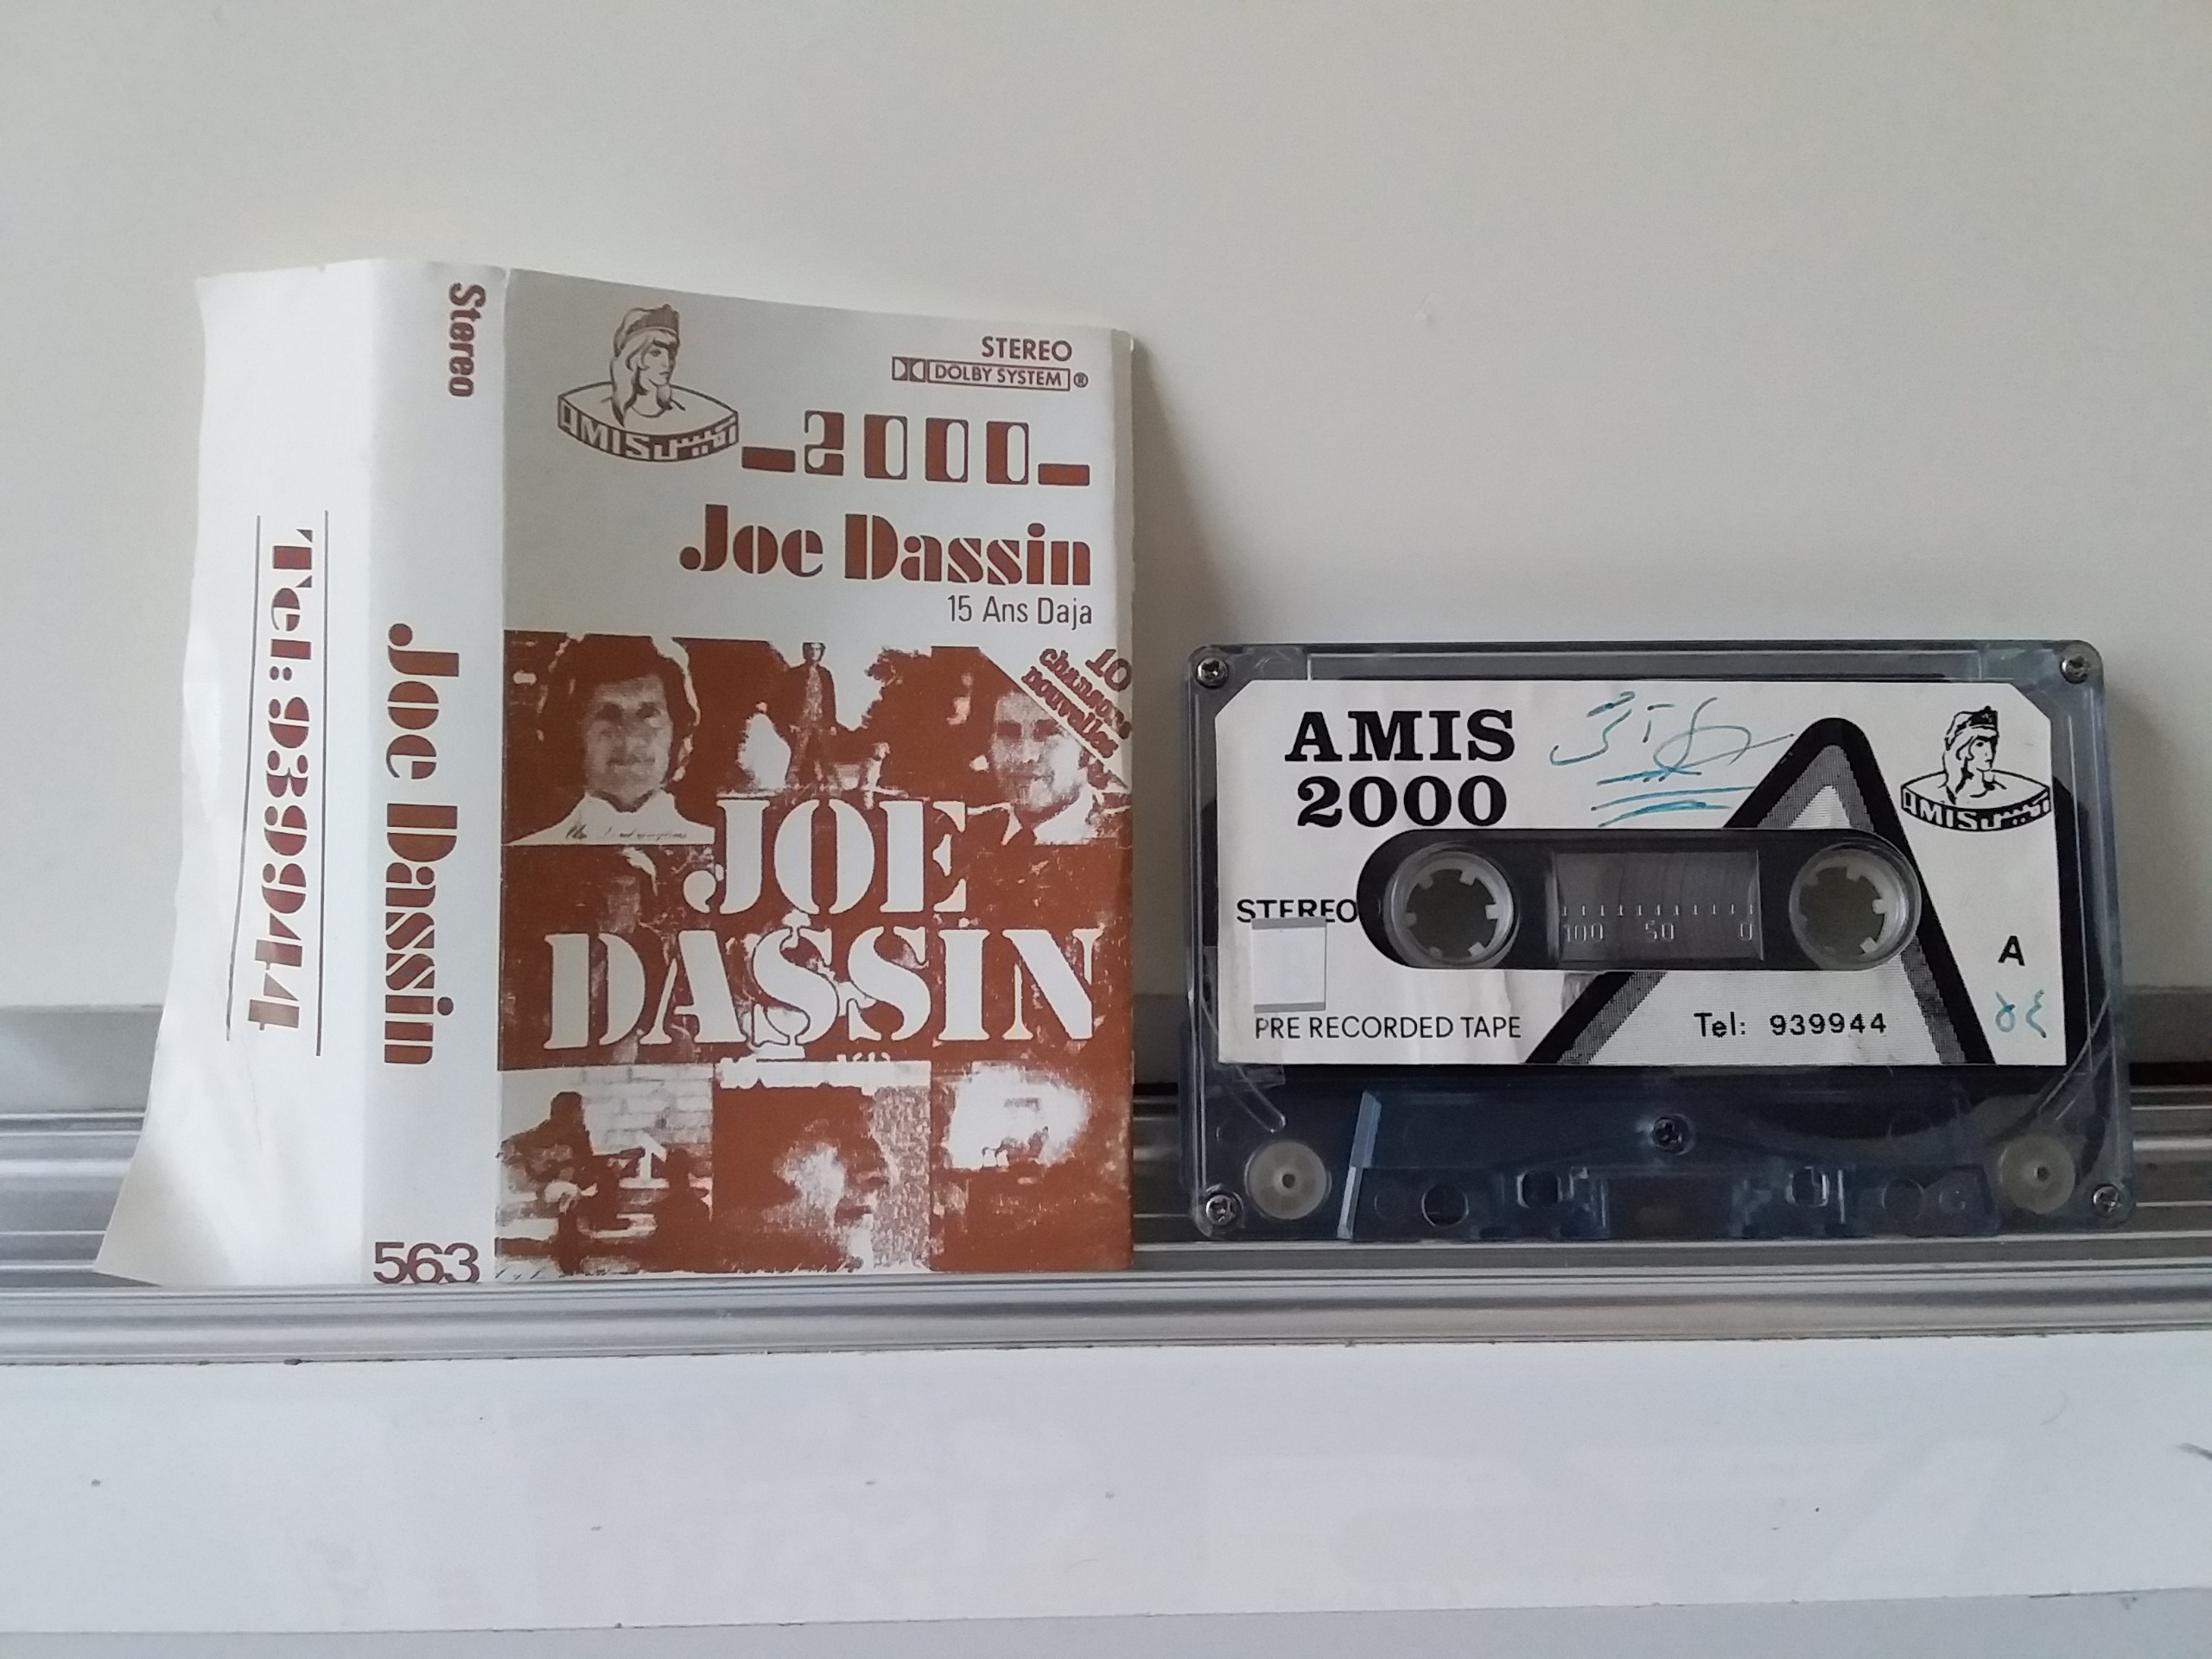 Tel: 939944
Stereo
Joe Dassin
563
AMIS
STEREO
DOLBY SYSTEM ®
_2000_
Joe Dassin
15 Ans Daja
10
chansons
nouvelles
JOE
DASSIN
AMIS
2000
AMIS
STEREO
100 50 0
A
PRE RECORDED TAPE
Tel: 939944